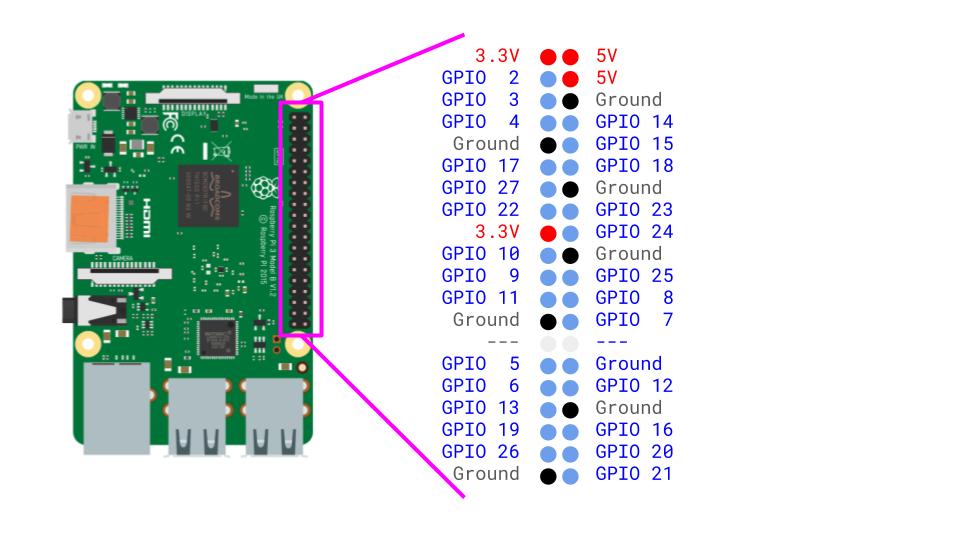 3.3V 5V
GPIO 2 5V
GPIO 3 Ground
GPIO 4 GPIO 14
Ground GPIO 15
GPIO 17 GPIO 18
GPIO 27 Ground
GPIO 22 GPIO 23
3.3V GPIO 24
GPIO 10 Ground
GPIO 9 GPIO 25
GPIO 11 GPIO 8
Ground GPIO 7
--- ---
GPIO 5 Ground
GPIO 6 GPIO 12
GPIO 13 Ground
GPIO 19 GPIO 16
GPIO 26 GPIO 20
Ground GPIO 21
Made in the UK
DISPLAY
FC CE
PWR IN
HDMI
BROADCOM
Raspberry Pi 3 Model B V1.2
© Raspberry Pi 2015
CAMERA